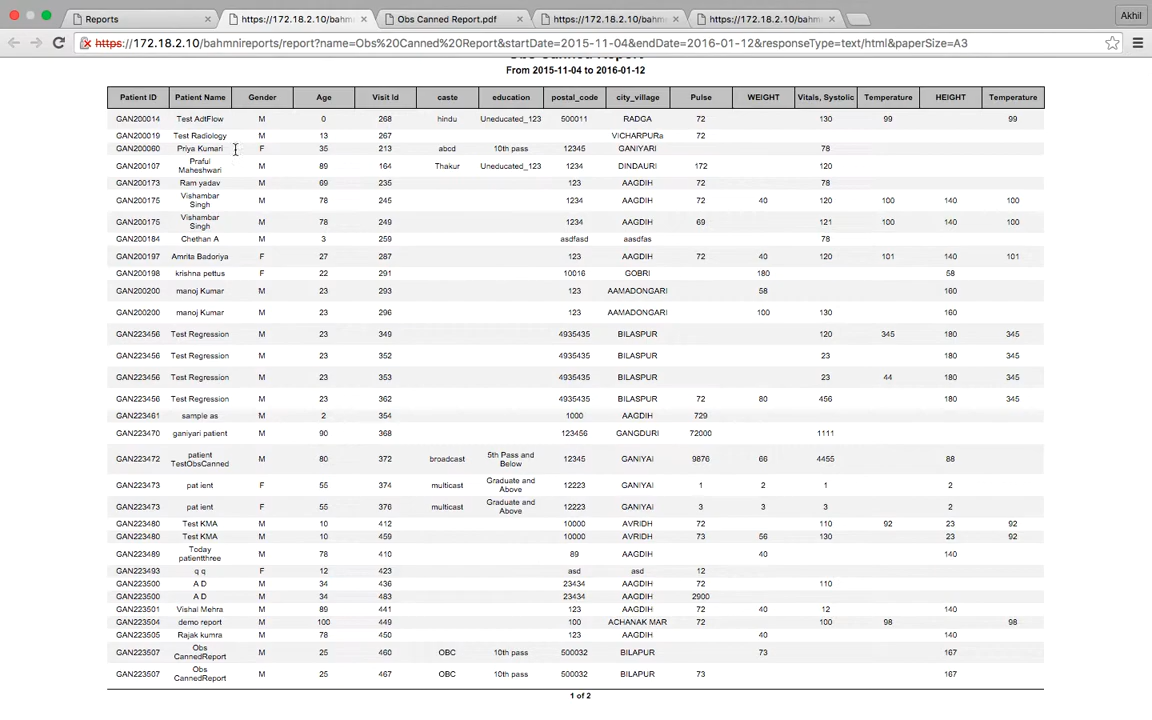 Reports
https://172.18.2.10/bahm
Obs Canned Report.pdf
https://172.18.2.10/bahm
https://172.18.2.10/bahm
Akhil
https://172.18.2.10/bahmnireports/report?name=Obs%20Canned%20Report&startDate=2015-11-04&endDate=2016-01-12&responseType=text/html&paperSize=A3
From 2015-11-04 to 2016-01-12
Patient ID Patient Name Gender Age Visit Id caste education postal_code city_village Pulse WEIGHT Vitals, Systolic Temperature HEIGHT Temperature
GAN200014 Test AdtFlow M 0 268 hindu Uneducated_123 500011 RADGA 72 130 99 99
GAN200019 Test Radiology M 13 267 VICHARPURa 72
GAN200060 Priya Kumari F 35 213 abcd 10th pass 12345 GANIYARI 78
GAN200107 Praful Maheshwari M 89 164 Thakur Uneducated_123 1234 DINDAURI 172 120
GAN200173 Ram yadav M 69 235 123 AAGDIH 72 78
GAN200175 Vishambar Singh M 78 245 1234 AAGDIH 72 40 120 100 140 100
GAN200175 Vishambar Singh M 78 249 1234 AAGDIH 69 121 100 140 100
GAN200184 Chethan A M 3 259 asdfasd aasdfas 78
GAN200197 Amrita Badoriya F 27 287 123 AAGDIH 72 40 120 101 140 101
GAN200198 krishna pettus F 22 291 10016 GOBRI 180 58
GAN200200 manoj Kumar M 23 293 123 AAMADONGARI 58 160
GAN200200 manoj Kumar M 23 296 123 AAMADONGARI 100 130 160
GAN223456 Test Regression M 23 349 4935435 BILASPUR 120 345 180 345
GAN223456 Test Regression M 23 352 4935435 BILASPUR 23 180 345
GAN223456 Test Regression M 23 353 4935435 BILASPUR 23 44 180 345
GAN223456 Test Regression M 23 362 4935435 BILASPUR 72 80 456 180 345
GAN223461 sample as M 2 354 1000 AAGDIH 729
GAN223470 ganiyari patient M 90 368 123456 GANGDURI 72000 1111
GAN223472 patient TestObsCanned M 80 372 broadcast 5th Pass and Below 12345 GANIYAI 9876 66 4455 88
GAN223473 pat ient F 55 374 multicast Graduate and Above 12223 GANIYAI 1 2 1 2
GAN223473 pat ient F 55 376 multicast Graduate and Above 12223 GANIYAI 3 3 3 2
GAN223480 Test KMA M 10 412 10000 AVRIDH 72 110 92 23 92
GAN223480 Test KMA M 10 459 10000 AVRIDH 73 56 130 23 92
GAN223489 Today patientthree M 78 410 89 AAGDIH 40 140
GAN223493 q q F 12 423 asd asd 12
GAN223500 A D M 34 436 23434 AAGDIH 72 110
GAN223500 A D M 34 483 23434 AAGDIH 2900
GAN223501 Vishal Mehra M 89 441 123 AAGDIH 72 40 12 140
GAN223504 demo report M 100 449 100 ACHANAK MAR 72 100 98 98
GAN223505 Rajak kumra M 78 450 123 AAGDIH 40 140
GAN223507 Obs CannedReport M 25 460 OBC 10th pass 500032 BILAPUR 73 167
GAN223507 Obs CannedReport M 25 467 OBC 10th pass 500032 BILAPUR 73 167
1 of 2